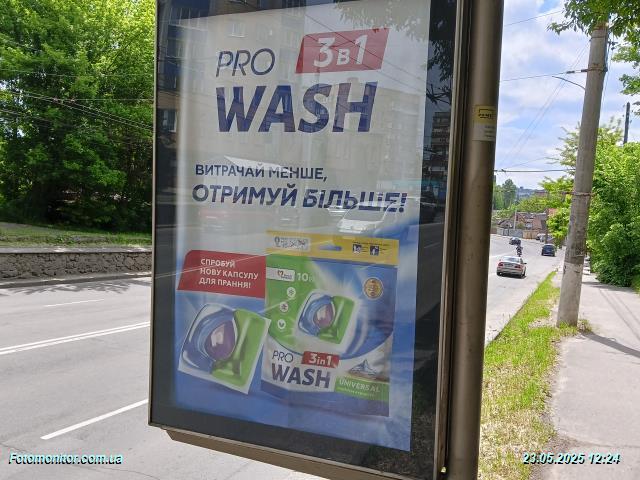 PRO 3в1
WASH
ВИТРАЧАЙ МЕНШЕ,
ОТРИМУЙ БІЛЬШЕ!
СПРОБУЙ
НОВУ КАПСУЛУ
ДЛЯ ПРАННЯ!
10
PRO 3in1
WASH
UNIVERSAL
Fotomonitor.com.ua
23.05.2025 12:24